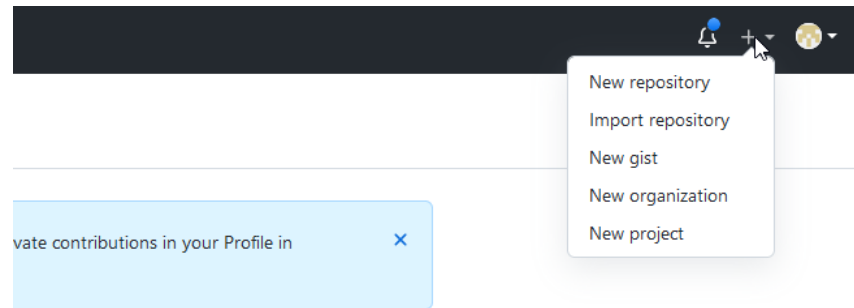 New repository
Import repository
New gist
New organization
New project
vate contributions in your Profile in